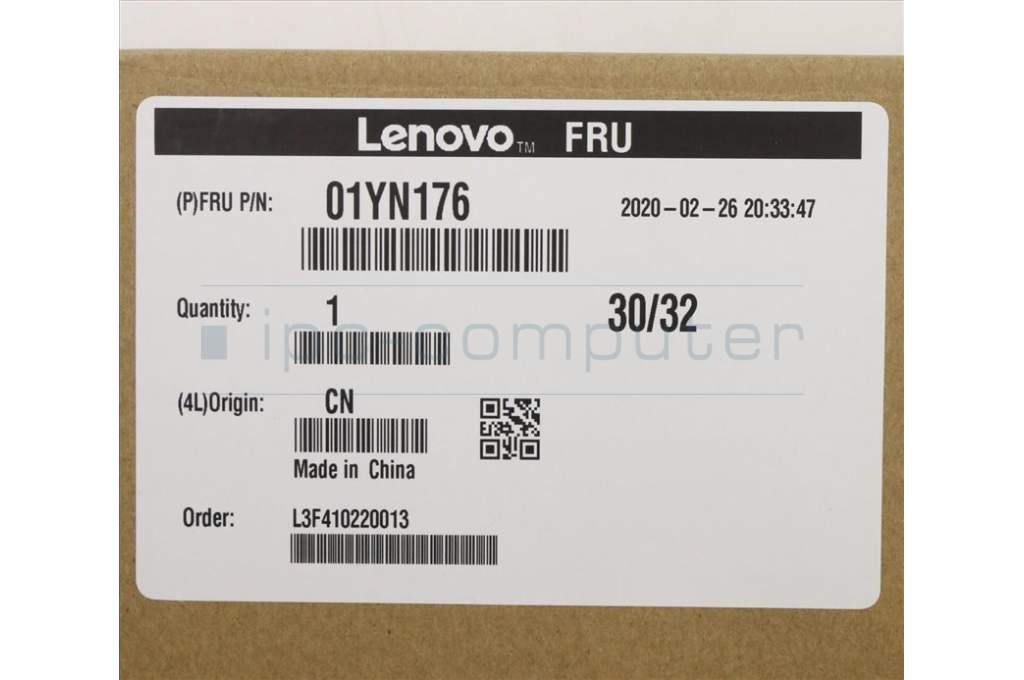 Lenovo™ FRU
(P)FRU P/N: 01YN176 2020-02-26 20:33:47
Quantity: 1 30/32
ipc-computer
(4L)Origin: CN
Made in China
Order: L3F410220013